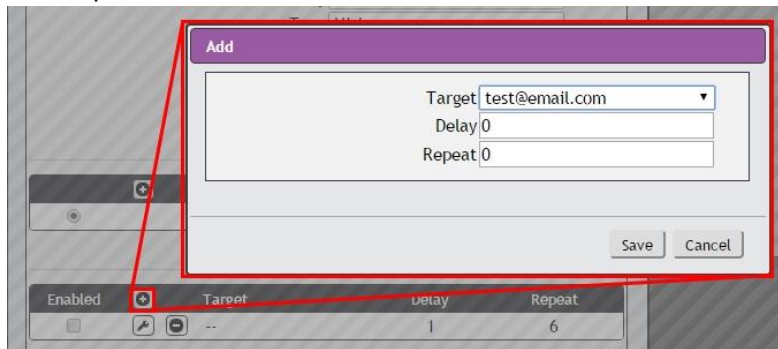 Add
Target test@email.com
Delay 0
Repeat 0
Save Cancel
Enabled Target Delay Repeat
-- 1 6